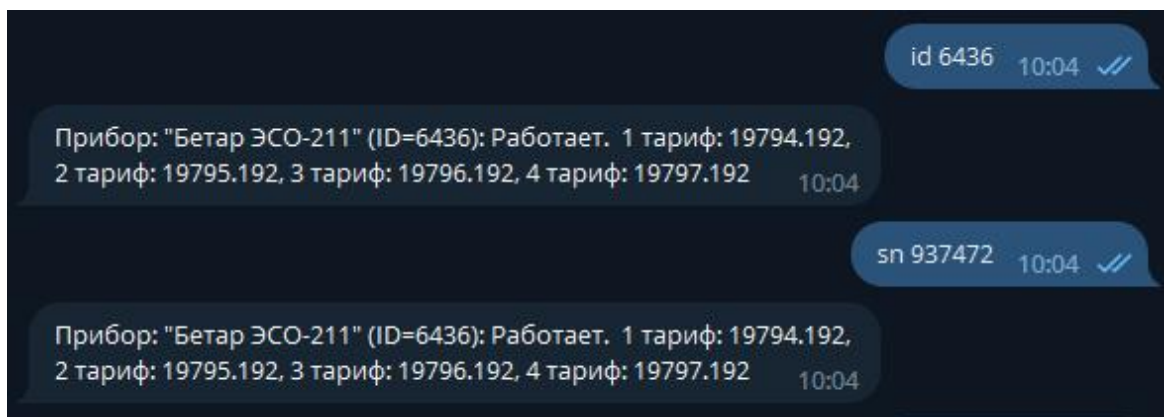 id 6436 10:04
Прибор: "Бетар ЭСО-211" (ID=6436): Работает.  1 тариф: 19794.192,
2 тариф: 19795.192, 3 тариф: 19796.192, 4 тариф: 19797.192 10:04
sn 937472 10:04
Прибор: "Бетар ЭСО-211" (ID=6436): Работает.  1 тариф: 19794.192,
2 тариф: 19795.192, 3 тариф: 19796.192, 4 тариф: 19797.192 10:04